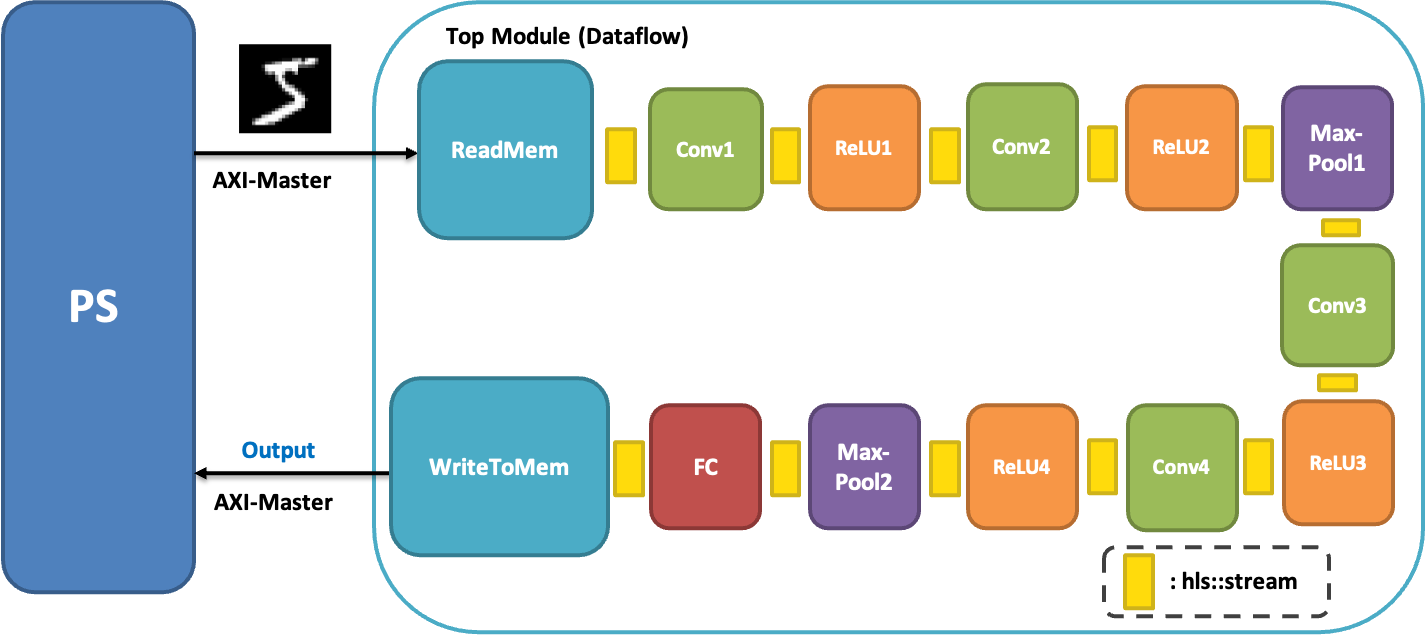 Top Module (Dataflow)
PS
AXI-Master
ReadMem
Conv1
ReLU1
Conv2
ReLU2
Max-
Pool1
Conv3
ReLU3
Conv4
ReLU4
Max-
Pool2
FC
WriteToMem
Output
AXI-Master
: hls::stream
5